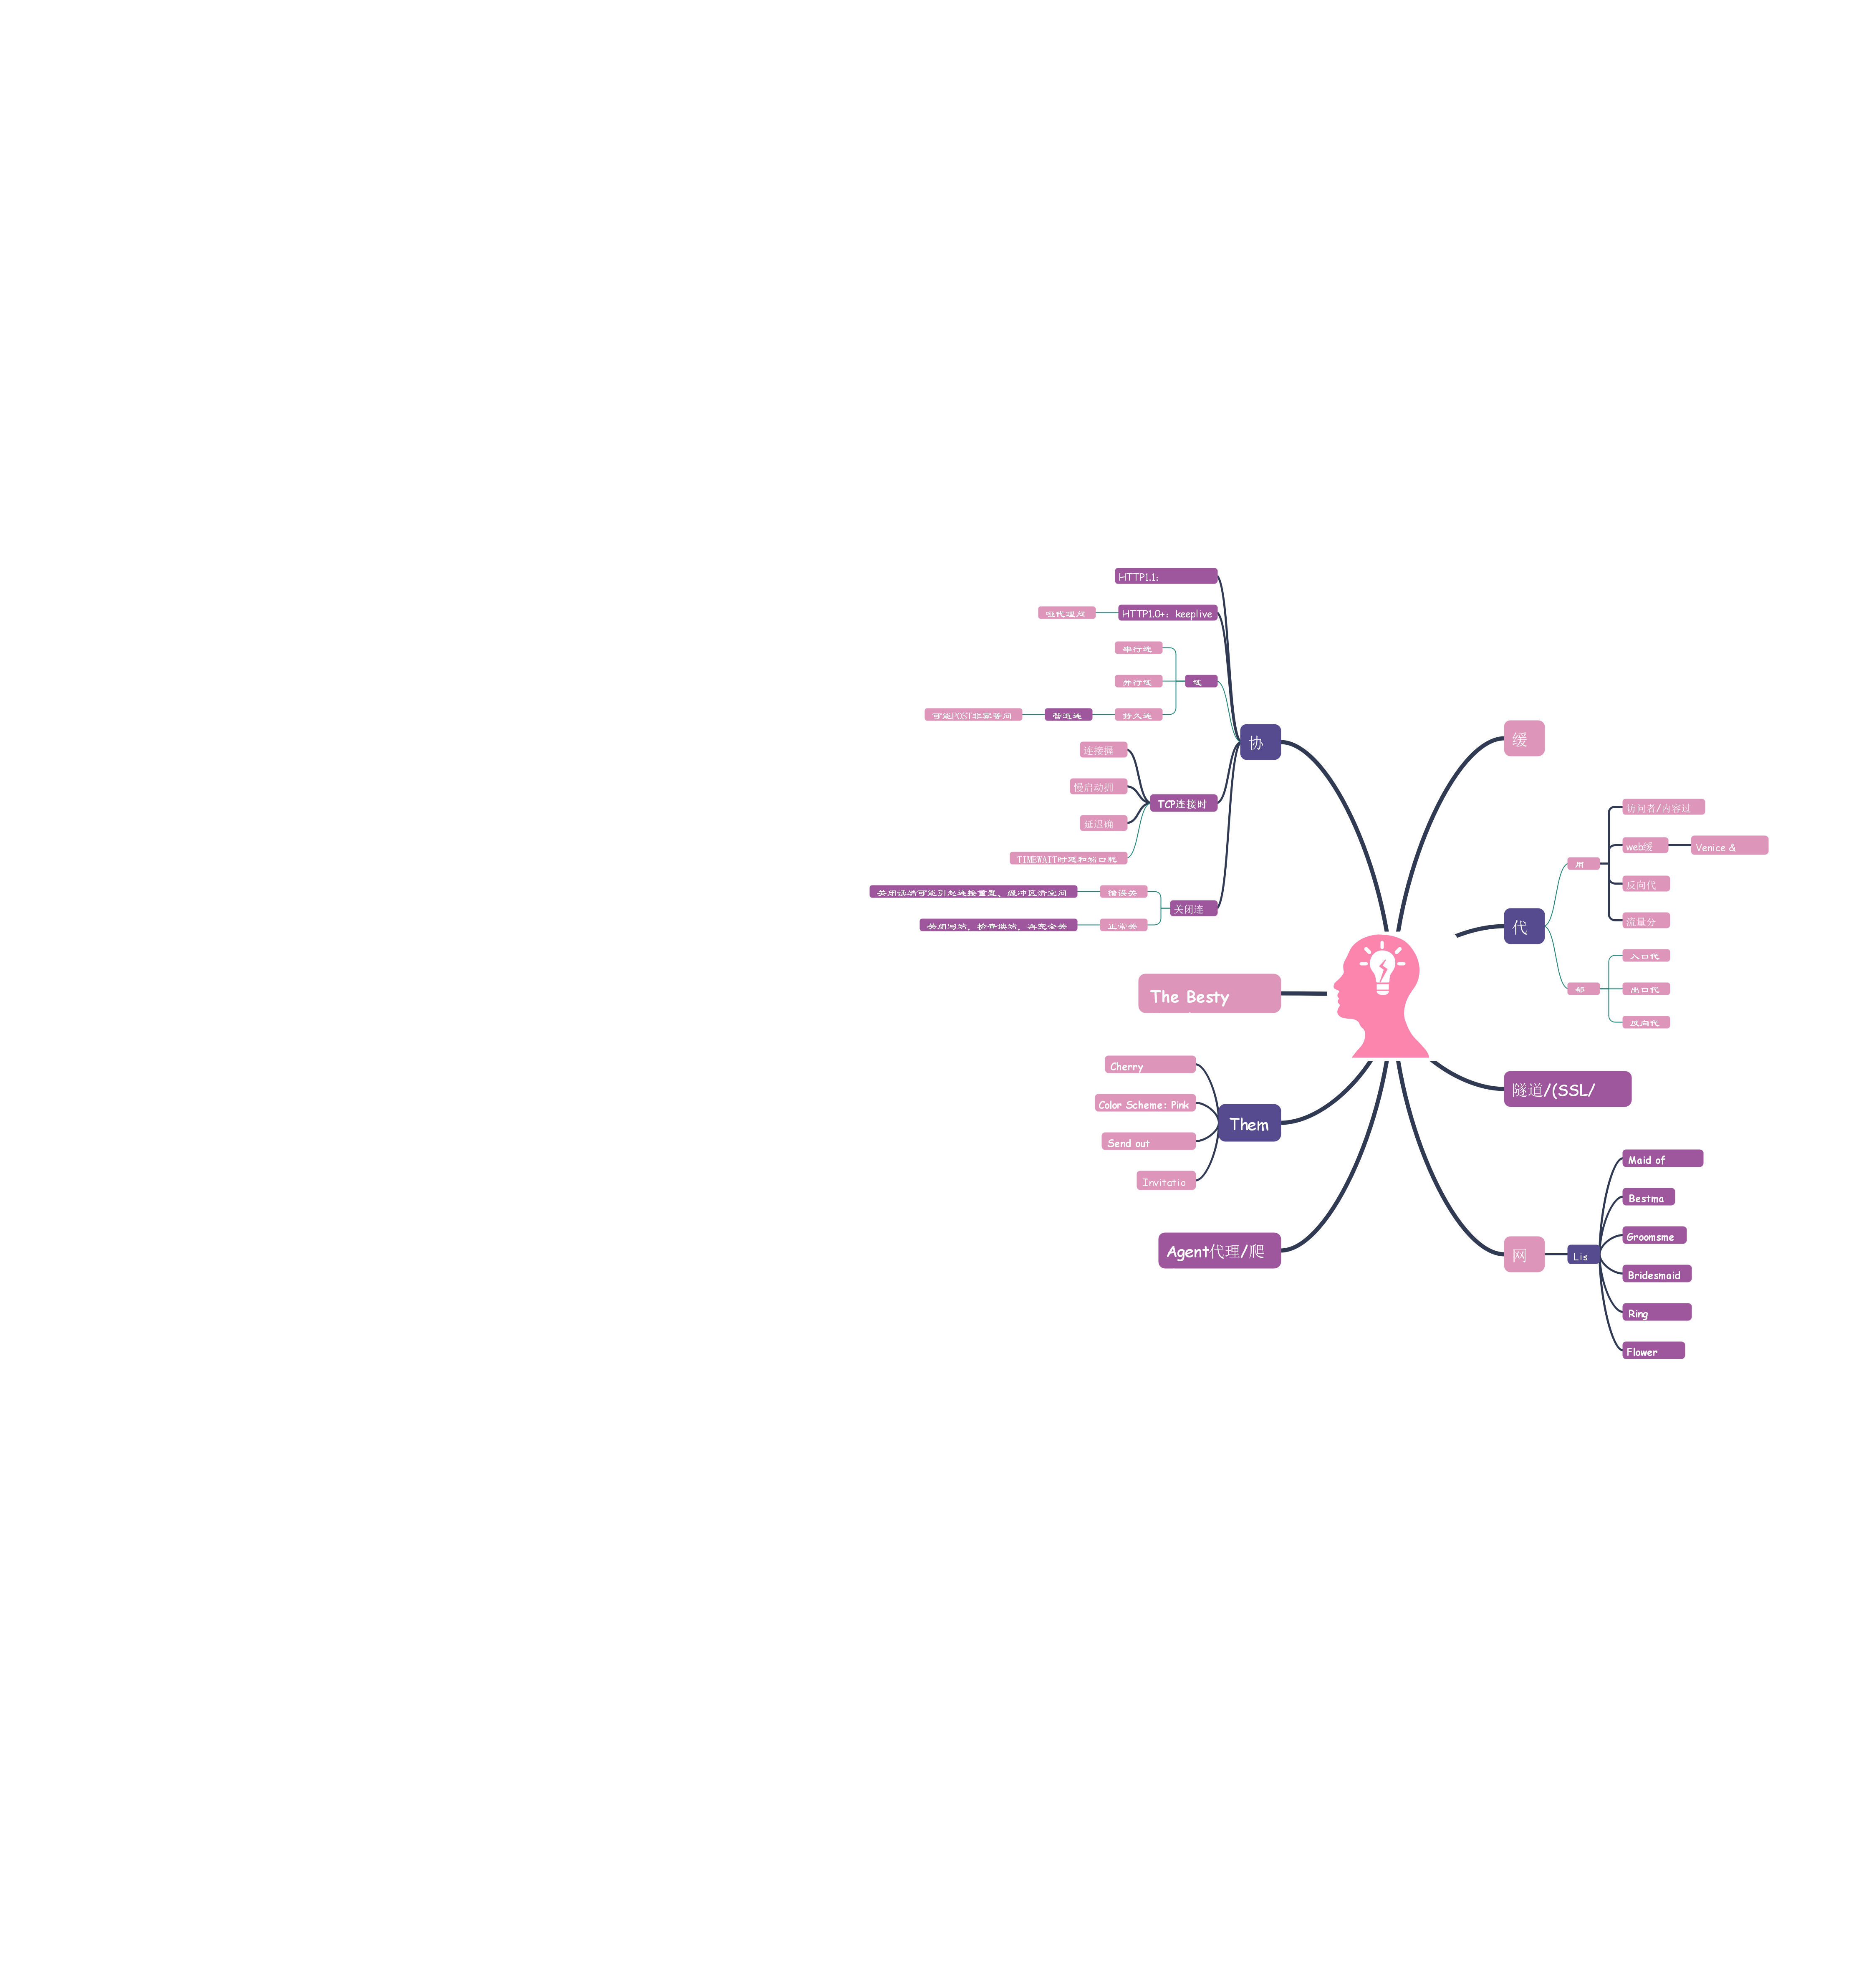 HTTP1.1:
HTTP1.0+: keeplive
哑代理问
连
串行连
并行连
持久连
管道连
可能POST非幂等问
协
TCP连接时
连接握
慢启动拥
延迟确
TIMEWAIT时延和端口耗
关闭连
错误关
关闭读端可能引起连接重置、缓冲区清空问
正常关
关闭写端，检查读端，再完全关
The Besty
Them
Cherry
Color Scheme: Pink
Send out
Invitatio
Agent代理/爬
缓
代
用
访问者/内容过
web缓
Venice &
反向代
流量分
部
入口代
出口代
反向代
隧道/(SSL/
网
Lis
Maid of
Bestma
Groomsme
Bridesmaid
Ring
Flower